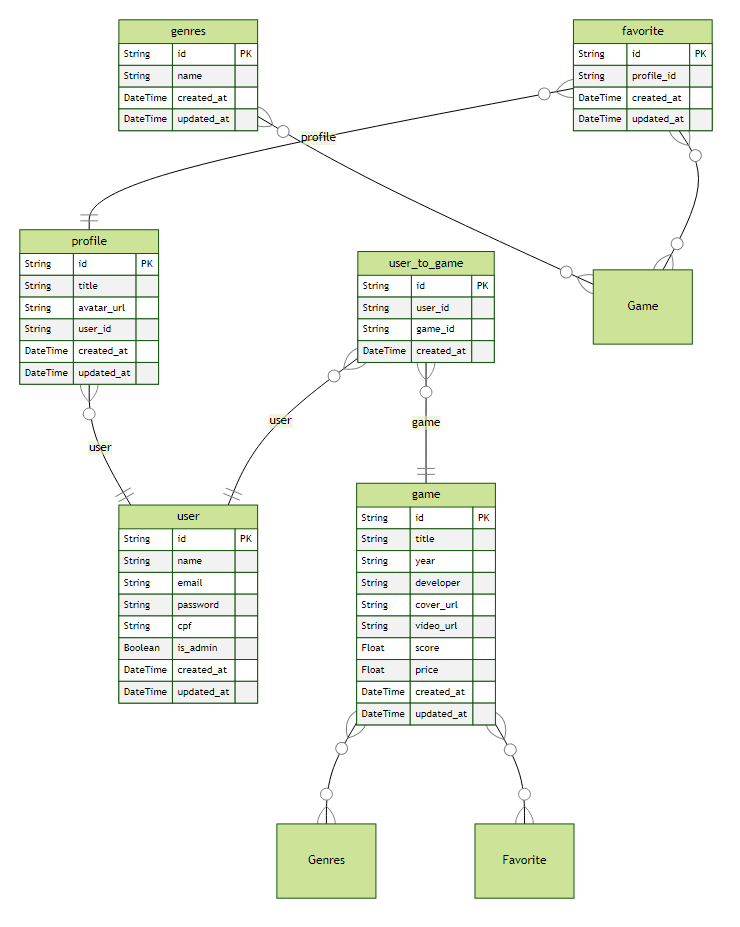 genres
String id PK
String name
DateTime created_at
DateTime updated_at
favorite
String id PK
String profile_id
DateTime created_at
DateTime updated_at
profile
profile
String id PK
String title
String avatar_url
String user_id
DateTime created_at
DateTime updated_at
user_to_game
String id PK
String user_id
String game_id
DateTime created_at
Game
user
game
user
user
String id PK
String name
String email
String password
String cpf
Boolean is_admin
DateTime created_at
DateTime updated_at
game
String id PK
String title
String year
String developer
String cover_url
String video_url
Float score
Float price
DateTime created_at
DateTime updated_at
Genres
Favorite